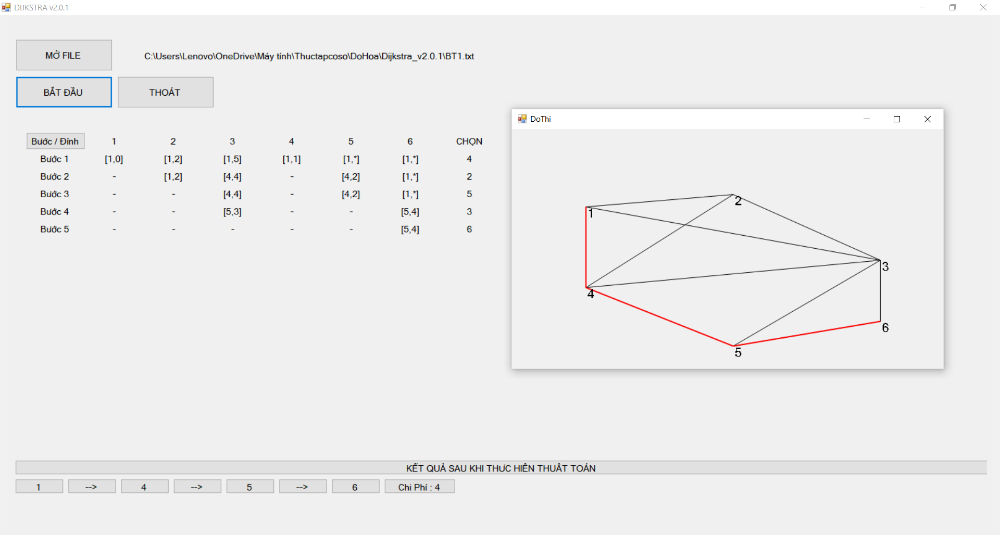 DIJKSTRA v2.0.1
MỞ FILE
C:\Users\Lenovo\OneDrive\Máy tính\Thuctapcoso\DoHoa\Dijkstra_v2.0.1\BT1.txt
BẮT ĐẦU THOÁT
Bước / Đỉnh 1 2 3 4 5 6 CHỌN
Bước 1 [1,0] [1,2] [1,5] [1,1] [1,*] [1,*] 4
Bước 2 - [1,2] [4,4] - [4,2] [1,*] 2
Bước 3 - - [4,4] - [4,2] [1,*] 5
Bước 4 - - [5,3] - - [5,4] 3
Bước 5 - - - - - [5,4] 6
DoThi
2
1
3
4
6
5
KẾT QUẢ SAU KHI THƯC HIÊN THUÂT TOÁN
1 --> 4 --> 5 --> 6 Chi Phí : 4